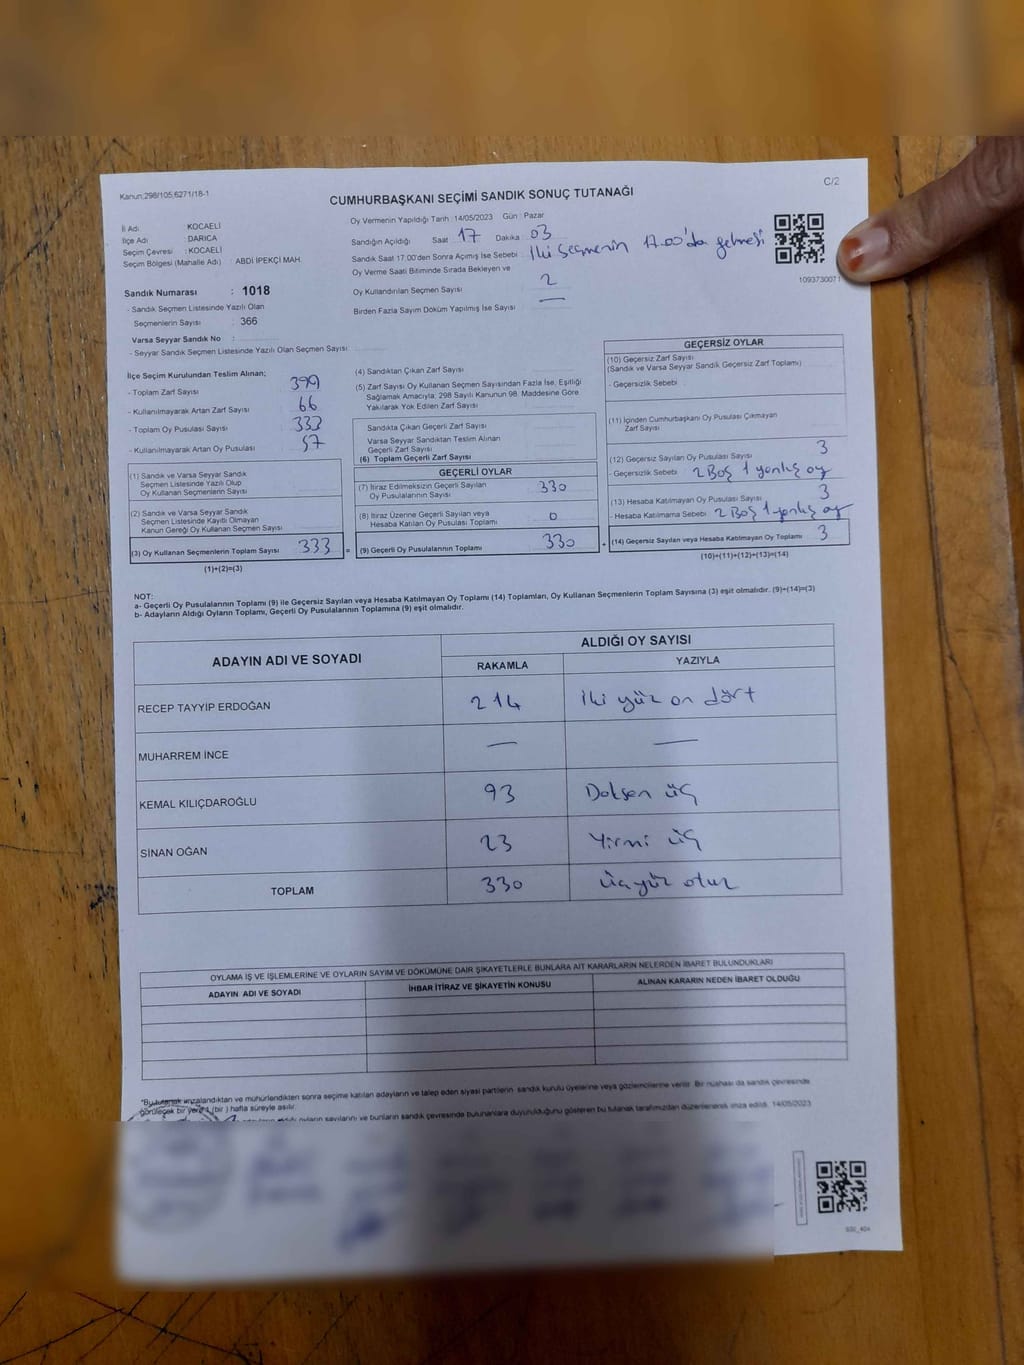 Kanun:298/105,6271/18-1
C/2
CUMHURBAŞKANI SEÇİMİ SANDIK SONUÇ TUTANAĞI
İl Adı : KOCAELİ
İlçe Adı : DARICA
Seçim Çevresi : KOCAELİ
Seçim Bölgesi (Mahalle Adı) : ABDİ İPEKÇİ MAH.
Sandık Numarası : 1018
- Sandık Seçmen Listesinde Yazılı Olan
Seçmenlerin Sayısı : 366
Varsa Seyyar Sandık No :
- Seyyar Sandık Seçmen Listesinde Yazılı Olan Seçmen Sayısı
Oy Vermenin Yapıldığı Tarih :14/05/2023 Gün : Pazar
Sandığın Açıldığı Saat 17 Dakika 03
Sandık Saat 17.00'den Sonra Açılmış İse Sebebi : İki seçmenin 17.00'da gelmesi
Oy Verme Saati Bitiminde Sırada Bekleyen ve
Oy Kullandırılan Seçmen Sayısı 2
Birden Fazla Sayım Döküm Yapılmış İse Sayısı —
1093730071
İlçe Seçim Kurulundan Teslim Alınan;
- Toplam Zarf Sayısı 399
- Kullanılmayarak Artan Zarf Sayısı 66
- Toplam Oy Pusulası Sayısı 333
- Kullanılmayarak Artan Oy Pusulası 57
(1) Sandık ve Varsa Seyyar Sandık
Seçmen Listesinde Yazılı Olup
Oy Kullanan Seçmenlerin Sayısı
(2) Sandık ve Varsa Seyyar Sandık
Seçmen Listesinde Kayıtlı Olmayan
Kanun Gereği Oy Kullanan Seçmen Sayısı
(3) Oy Kullanan Seçmenlerin Toplam Sayısı 333 =
(1)+(2)=(3)
(4) Sandıktan Çıkan Zarf Sayısı
(5) Zarf Sayısı Oy Kullanan Seçmen Sayısından Fazla İse, Eşitliği
Sağlamak Amacıyla; 298 Sayılı Kanunun 98. Maddesine Göre
Yakılarak Yok Edilen Zarf Sayısı
Sandıkta Çıkan Geçerli Zarf Sayısı
Varsa Seyyar Sandıktan Teslim Alınan
Geçerli Zarf Sayısı
(6) Toplam Geçerli Zarf Sayısı
GEÇERLİ OYLAR
(7) İtiraz Edilmeksizin Geçerli Sayılan
Oy Pusulalarının Sayısı 330
(8) İtiraz Üzerine Geçerli Sayılan veya
Hesaba Katılan Oy Pusulası Toplamı 0
(9) Geçerli Oy Pusulalarının Toplamı 330 +
GEÇERSİZ OYLAR
(10) Geçersiz Zarf Sayısı
(Sandık ve Varsa Seyyar Sandık Geçersiz Zarf Toplamı)
- Geçersizlik Sebebi
(11) İçinden Cumhurbaşkanı Oy Pusulası Çıkmayan
Zarf Sayısı
(12) Geçersiz Sayılan Oy Pusulası Sayısı 3
- Geçersizlik Sebebi 2 Boş 1 yanlış oy
(13) Hesaba Katılmayan Oy Pusulası Sayısı 3
- Hesaba Katılmama Sebebi 2 Boş 1 yanlış oy
(14) Geçersiz Sayılan veya Hesaba Katılmayan Oy Toplamı 3
(10)+(11)+(12)+(13)=(14)
NOT:
a- Geçerli Oy Pusulalarının Toplamı (9) ile Geçersiz Sayılan veya Hesaba Katılmayan Oy Toplamı (14) Toplamları, Oy Kullanan Seçmenlerin Toplam Sayısına (3) eşit olmalıdır. (9)+(14)=(3)
b- Adayların Aldığı Oyların Toplamı, Geçerli Oy Pusulalarının Toplamına (9) eşit olmalıdır.
ADAYIN ADI VE SOYADI ALDIĞI OY SAYISI
RAKAMLA YAZIYLA
RECEP TAYYİP ERDOĞAN 214 İki yüz on dört
MUHARREM İNCE — —
KEMAL KILIÇDAROĞLU 93 Doksan üç
SİNAN OĞAN 23 Yirmi üç
TOPLAM 330 üçyüz otuz
OYLAMA İŞ VE İŞLEMLERİNE VE OYLARIN SAYIM VE DÖKÜMÜNE DAİR ŞİKAYETLERLE BUNLARA AİT KARARLARIN NELERDEN İBARET BULUNDUKLARI
ADAYIN ADI VE SOYADI İHBAR İTİRAZ VE ŞİKAYETİN KONUSU ALINAN KARARIN NEDEN İBARET OLDUĞU
"Bu tutanak imzalandıktan ve mühürlendikten sonra seçime katılan adayların ve talep eden siyasi partilerin sandık kurulu üyelerine veya gözlemcilerine verilir. Bir nüshası da sandık çevresinde
görülecek bir yere 1 (bir) hafta süreyle asılır.
oyların sayılarını ve bunların sandık çevresinde bulunanlara duyurulduğunu gösteren bu tutanak tarafımızdan düzenlenerek imza edildi. 14/05/2023